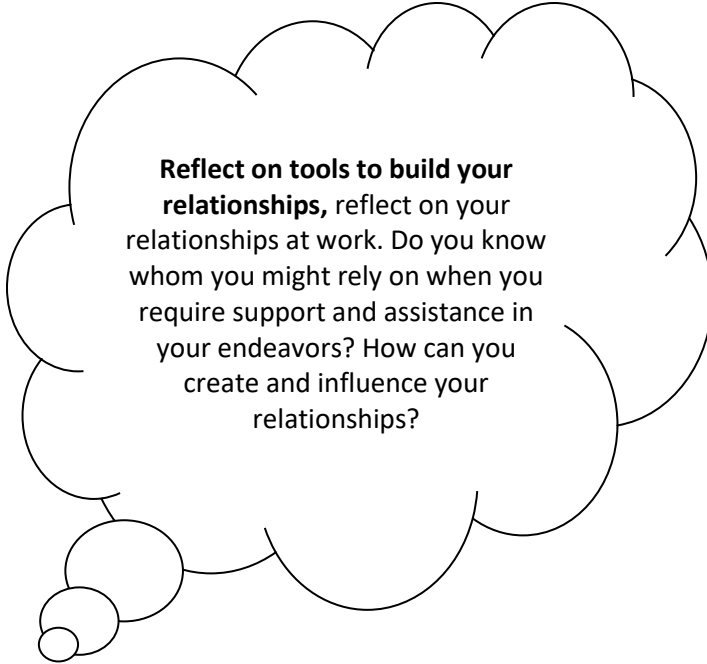 Reflect on tools to build your
relationships, reflect on your
relationships at work. Do you know
whom you might rely on when you
require support and assistance in
your endeavors? How can you
create and influence your
relationships?